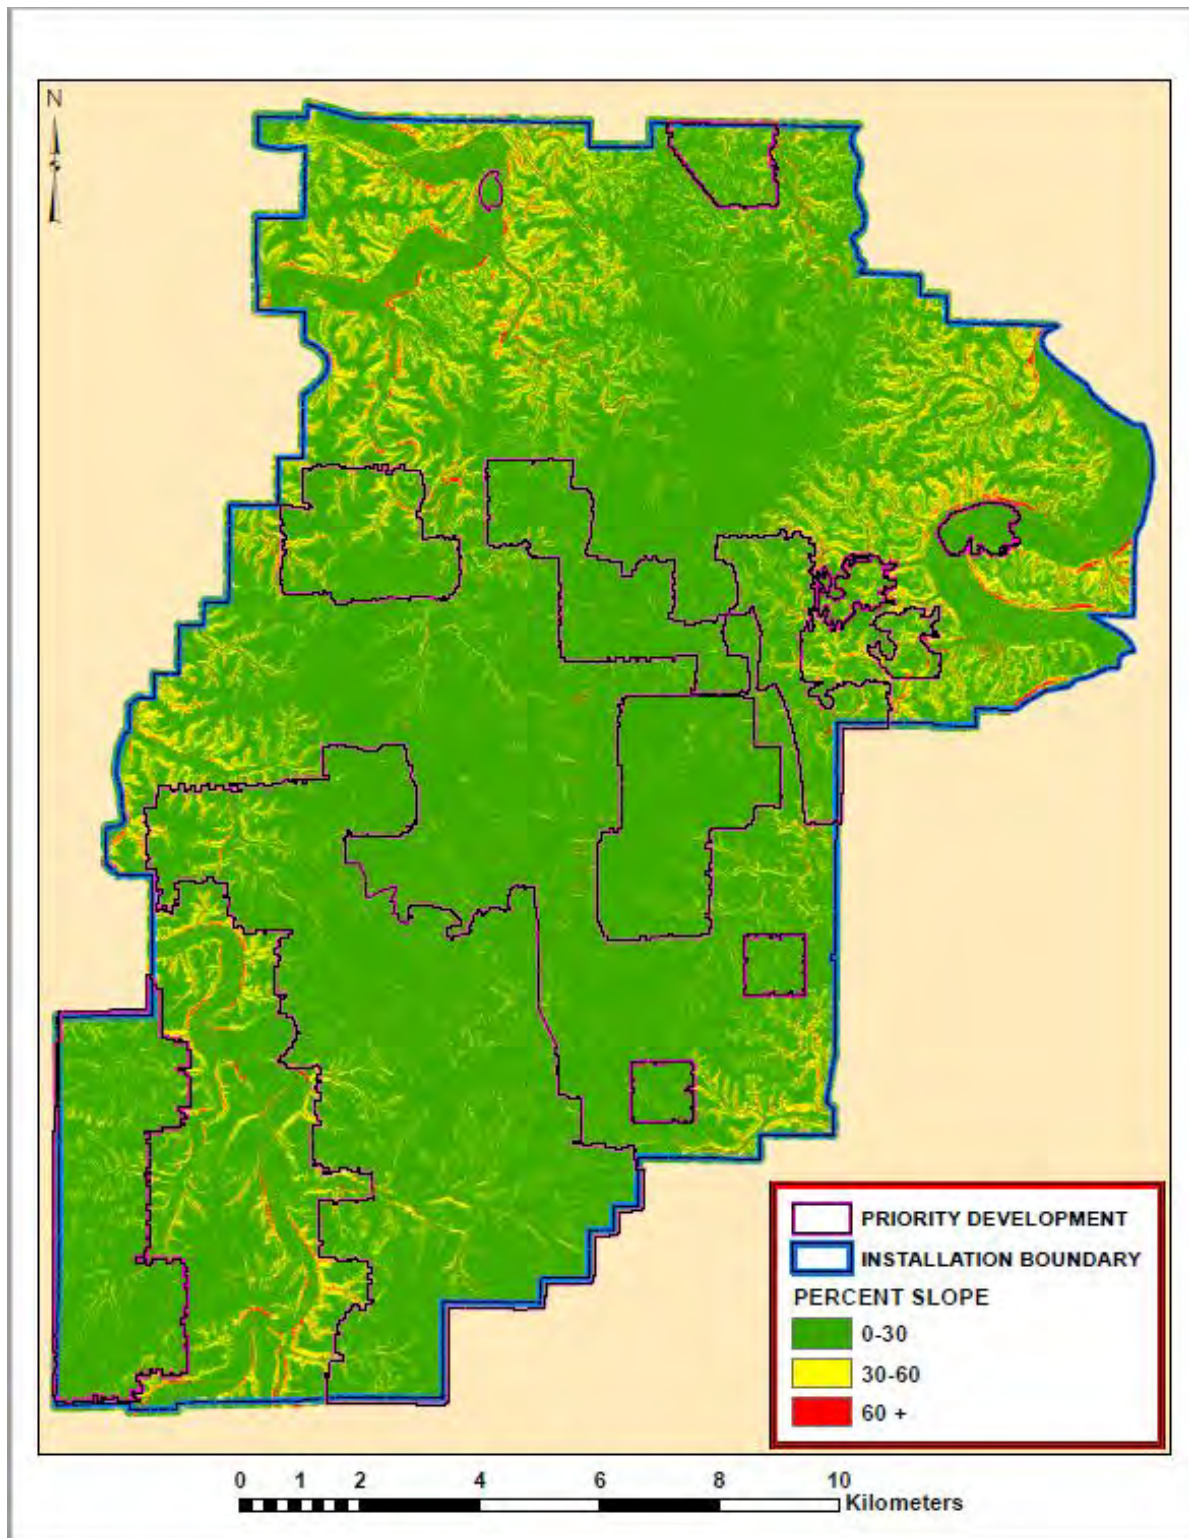 N
PRIORITY DEVELOPMENT
INSTALLATION BOUNDARY
PERCENT SLOPE
0-30
30-60
60 +
0 1 2 4 6 8 10
Kilometers